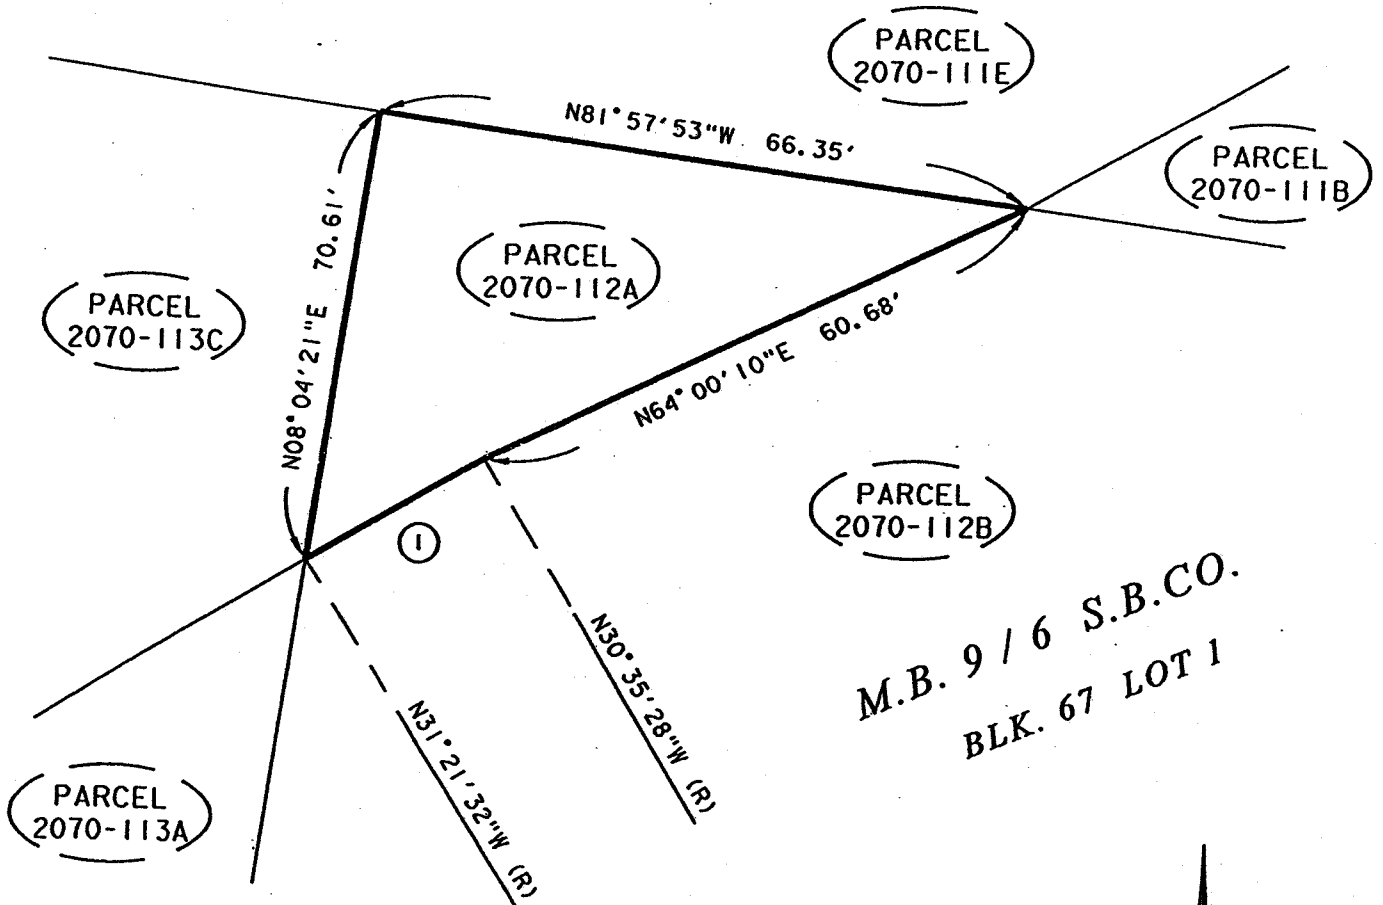 PARCEL
2070-111E
N81°57'53"W 66.35'
PARCEL
2070-111B
N08°04'21"E 70.61'
PARCEL
2070-112A
PARCEL
2070-113C
N64°00'10"E 60.68'
PARCEL
2070-112B
1
N30°35'28"W (R)
N31°21'32"W (R)
M.B. 9 / 6 S.B.CO.
BLK. 67 LOT 1
PARCEL
2070-113A